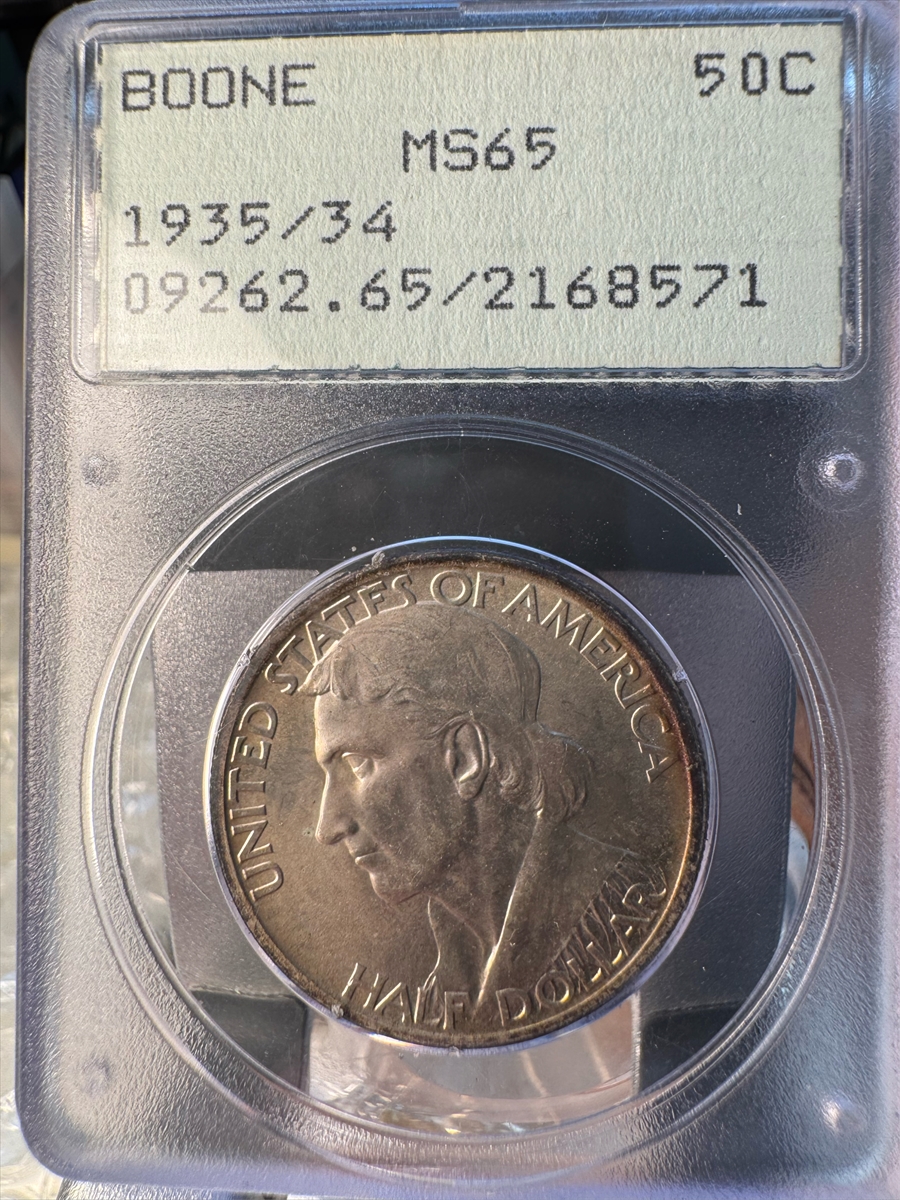 BOONE 50C
MS65
1935/34
09262.65/2168571
UNITED STATES OF AMERICA
HALF DOLLAR